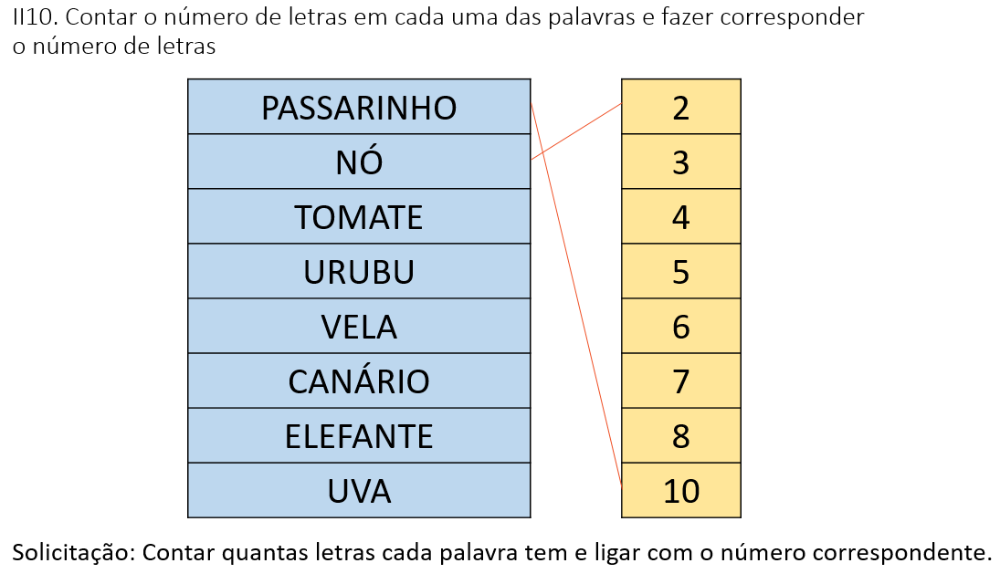 II10. Contar o número de letras em cada uma das palavras e fazer corresponder
o número de letras
PASSARINHO 2
NÓ 3
TOMATE 4
URUBU 5
VELA 6
CANÁRIO 7
ELEFANTE 8
UVA 10
Solicitação: Contar quantas letras cada palavra tem e ligar com o número correspondente.